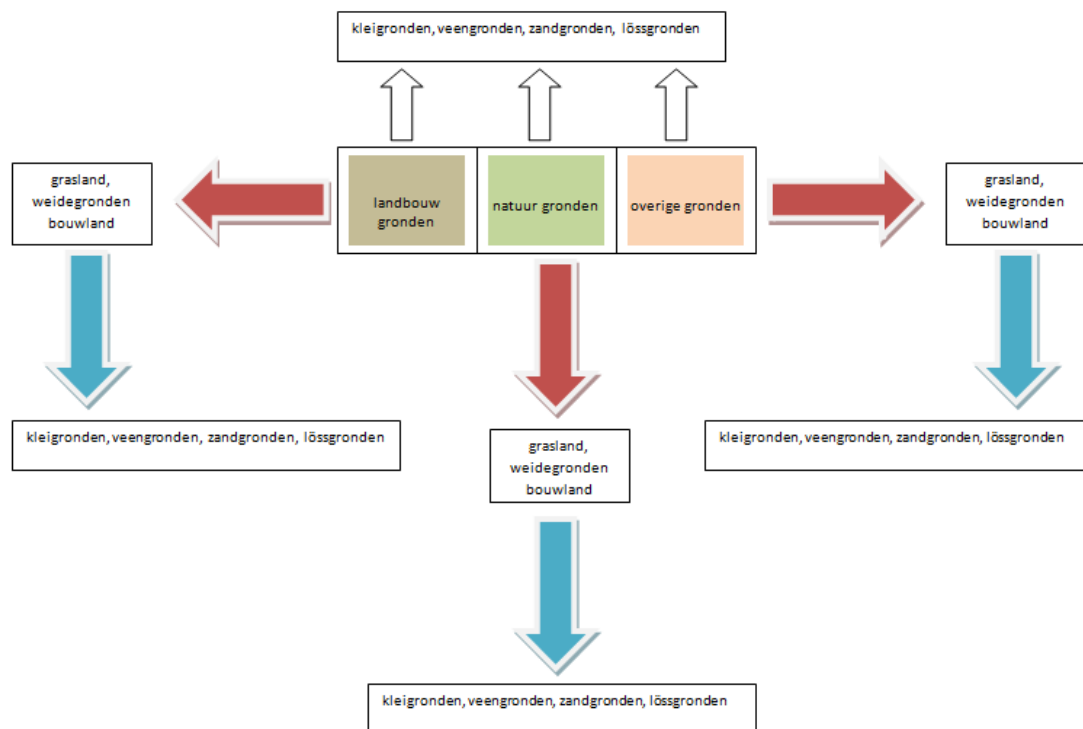 kleigronden, veengronden, zandgronden, lössgronden
landbouw
gronden
natuur gronden
overige gronden
grasland,
weidegronden
bouwland
grasland,
weidegronden
bouwland
kleigronden, veengronden, zandgronden, lössgronden
grasland,
weidegronden
bouwland
kleigronden, veengronden, zandgronden, lössgronden
kleigronden, veengronden, zandgronden, lössgronden